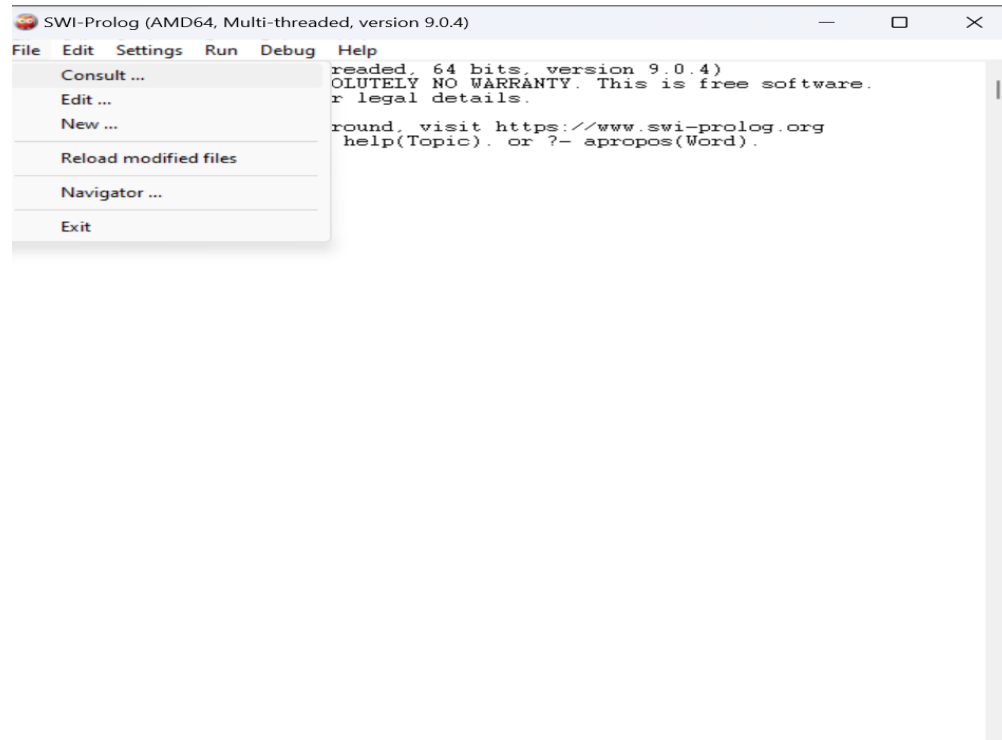 SWI-Prolog (AMD64, Multi-threaded, version 9.0.4)
File Edit Settings Run Debug Help
Consult ...
Edit ...
New ...
Reload modified files
Navigator ...
Exit
readed, 64 bits, version 9.0.4)
OLUTELY NO WARRANTY. This is free software.
r legal details.
round, visit https://www.swi-prolog.org
help(Topic). or ?- apropos(Word).